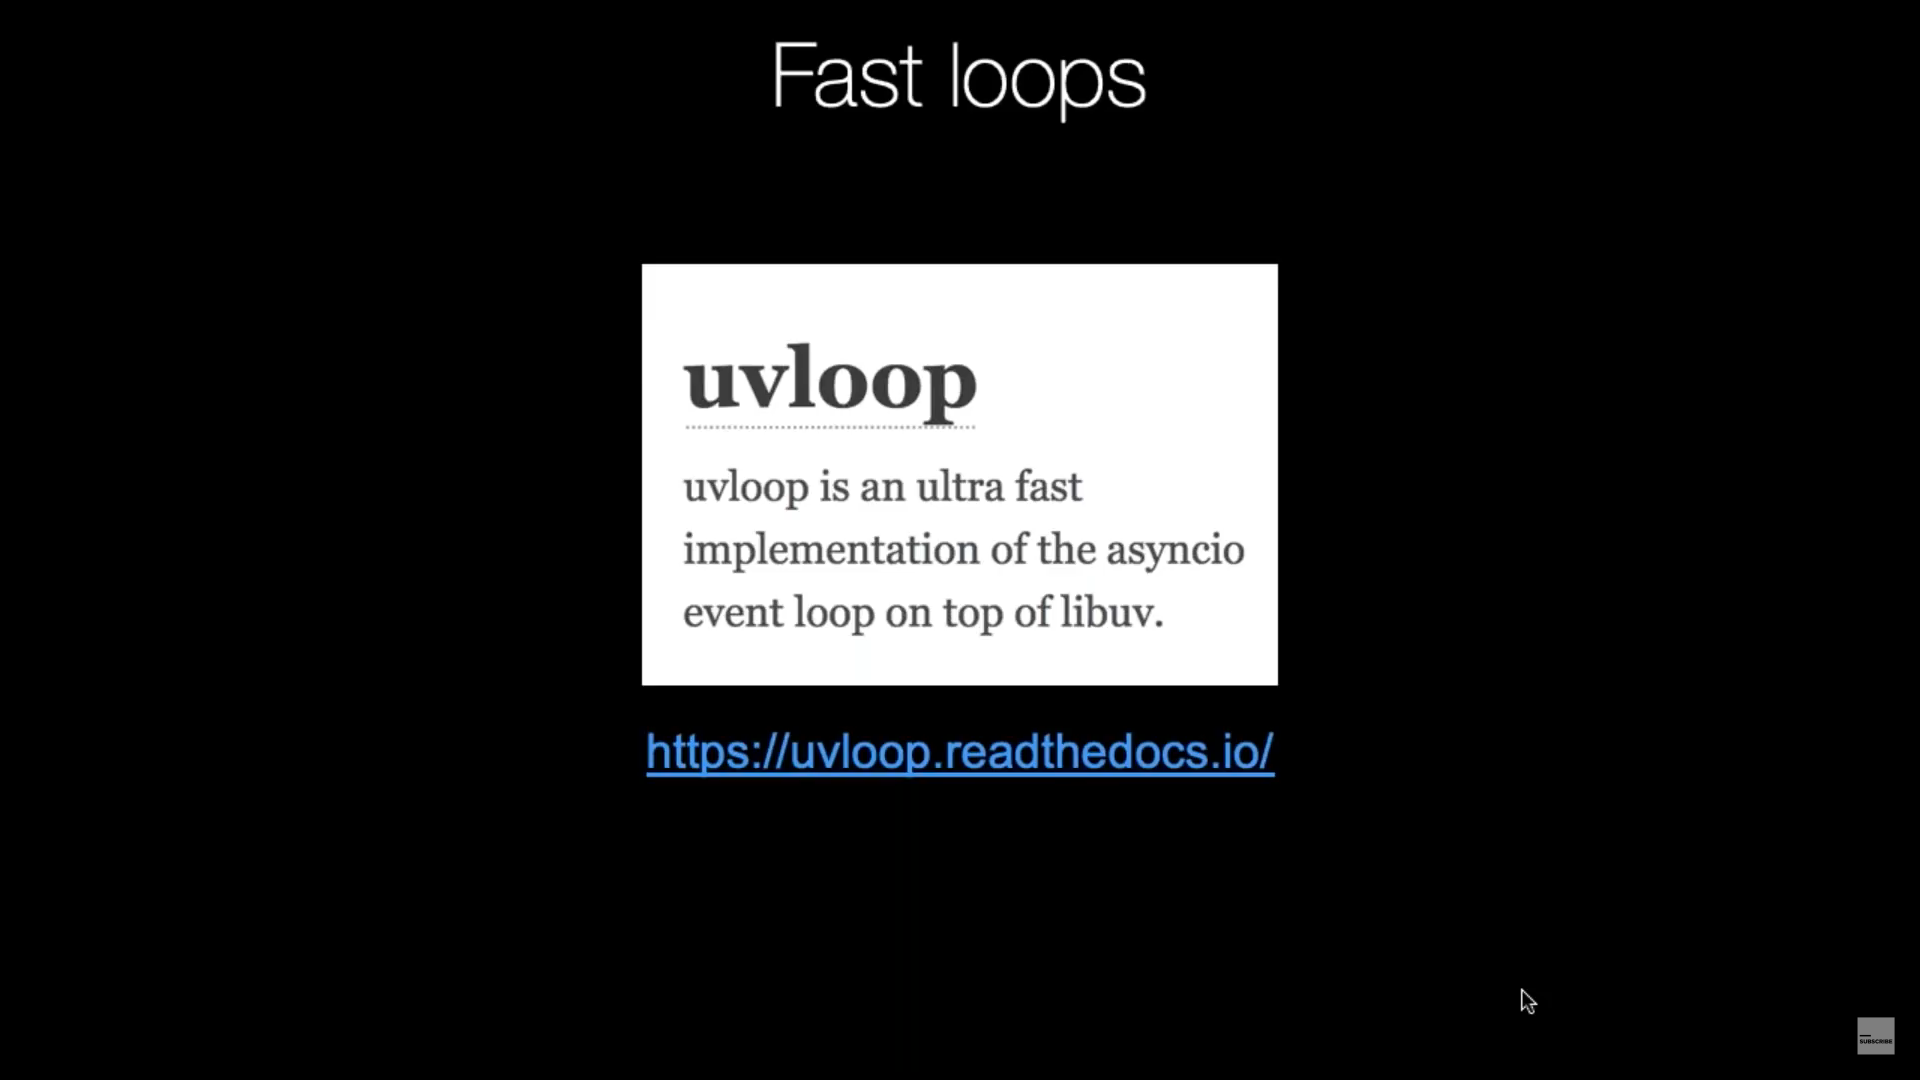 Fast loops
uvloop
uvloop is an ultra fast
implementation of the asyncio
event loop on top of libuv.
https://uvloop.readthedocs.io/
SUBSCRIBE